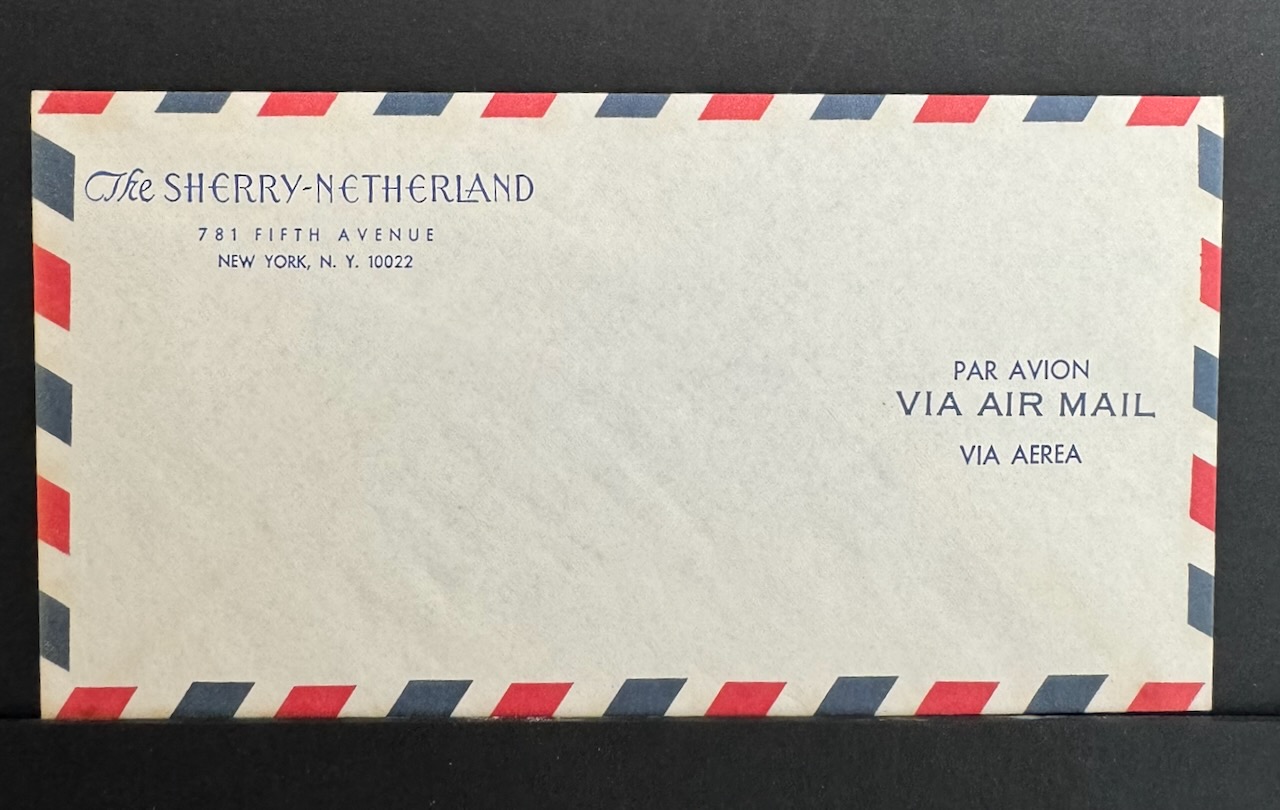 The SHERRY-NETHERLAND
781 FIFTH AVENUE
NEW YORK, N. Y. 10022
PAR AVION
VIA AIR MAIL
VIA AEREA